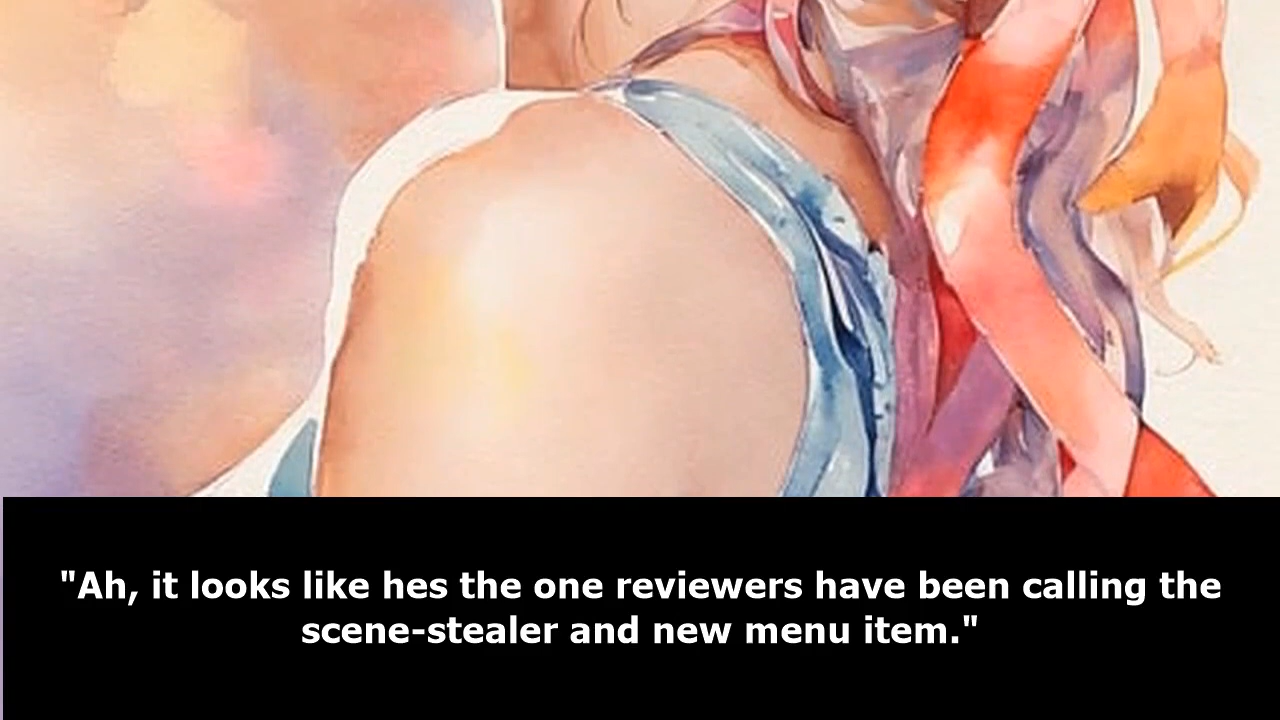 "Ah, it looks like hes the one reviewers have been calling the
scene-stealer and new menu item."